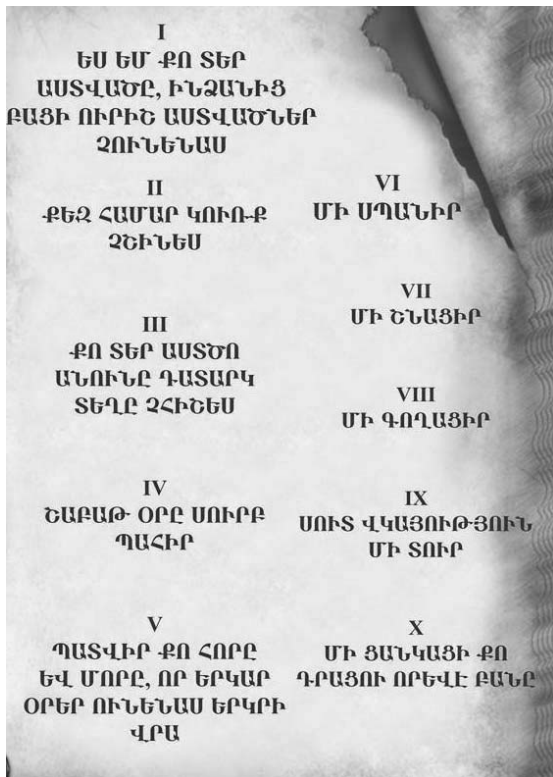 I
ԵՍ ԵՄ ՔՈ ՏԵՐ
ԱՍՏՎԱԾԸ, ԻՆՁԱՆԻՑ
ԲԱՑԻ ՈՒՐԻՇ ԱՍՏՎԱԾՆԵՐ
ՉՈՒՆԵՆԱՍ
II
ՔԵԶ ՀԱՄԱՐ ԿՈՒՌՔ
ՉՇԻՆԵՍ
III
ՔՈ ՏԵՐ ԱՍՏԾՈ
ԱՆՈՒՆԸ ԴԱՏԱՐԿ
ՏԵՂԸ ՉՀԻՇԵՍ
IV
ՇԱԲԱԹ ՕՐԸ ՍՈՒՐԲ
ՊԱՀԻՐ
V
ՊԱՏՎԻՐ ՔՈ ՀՈՐԸ
ԵՎ ՄՈՐԸ, ՈՐ ԵՐԿԱՐ
ՕՐԵՐ ՈՒՆԵՆԱՍ ԵՐԿՐԻ
ՎՐԱ
VI
ՄԻ ՍՊԱՆԻՐ
VII
ՄԻ ՇՆԱՑԻՐ
VIII
ՄԻ ԳՈՂԱՑԻՐ
IX
ՍՈՒՏ ՎԿԱՅՈՒԹՅՈՒՆ
ՄԻ ՏՈՒՐ
X
ՄԻ ՑԱՆԿԱՑԻ ՔՈ
ԴՐԱՑՈՒ ՈՐԵՎԷ ԲԱՆԸ